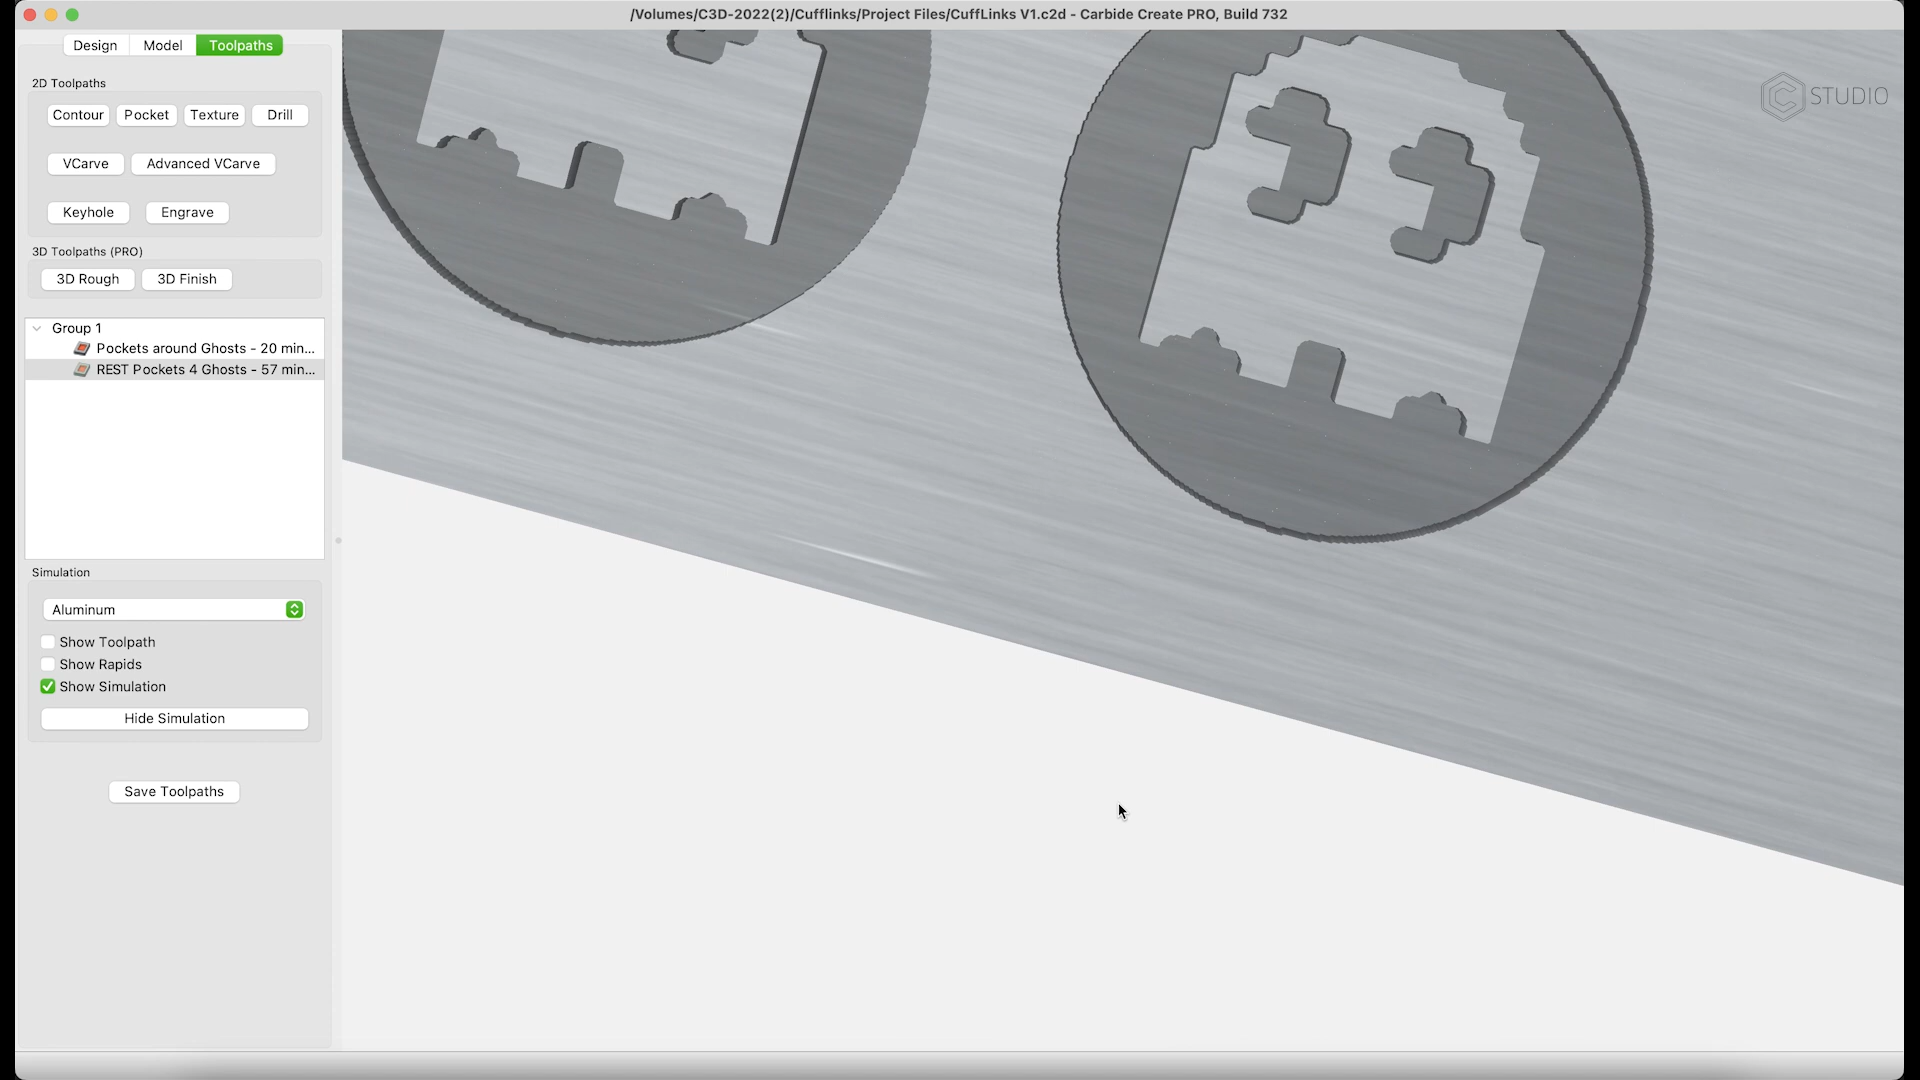 /Volumes/C3D-2022(2)/Cufflinks/Project Files/CuffLinks V1.c2d - Carbide Create PRO, Build 732
Design Model Toolpaths
2D Toolpaths
Contour Pocket Texture Drill
VCarve Advanced VCarve
Keyhole Engrave
3D Toolpaths (PRO)
3D Rough 3D Finish
Group 1
Pockets around Ghosts - 20 min...
REST Pockets 4 Ghosts - 57 min...
Simulation
Aluminum
Show Toolpath
Show Rapids
Show Simulation
Hide Simulation
Save Toolpaths
STUDIO